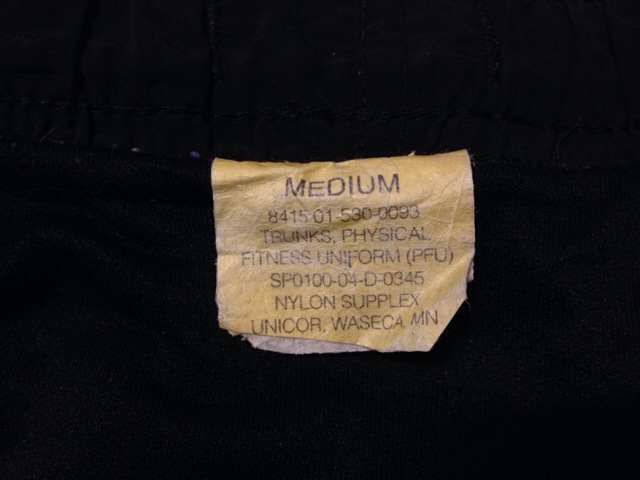 MEDIUM
8415-01-530-0093
TRUNKS, PHYSICAL
FITNESS UNIFORM (PFU)
SP0100-04-D-0345
NYLON SUPPLEX
UNICOR, WASECA, MN